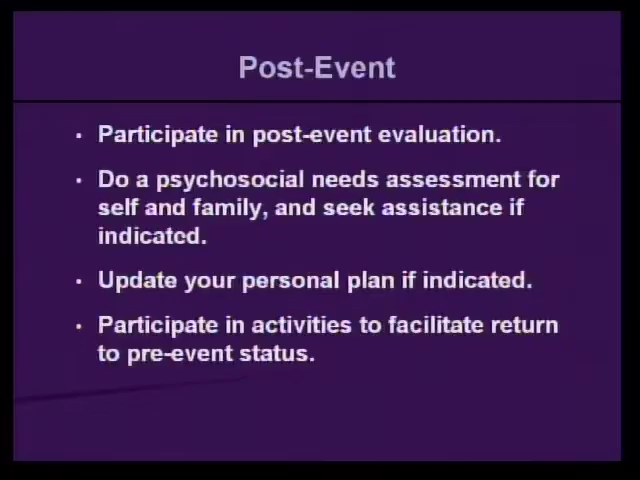 Post-Event
• Participate in post-event evaluation.
• Do a psychosocial needs assessment for
self and family, and seek assistance if
indicated.
• Update your personal plan if indicated.
• Participate in activities to facilitate return
to pre-event status.